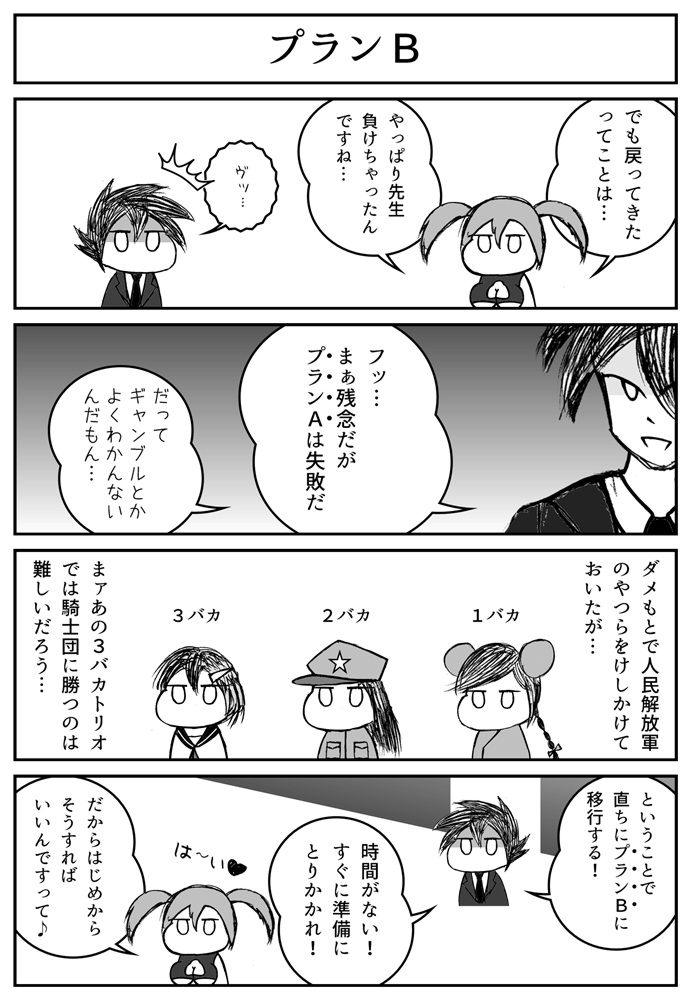 プランB
でも戻ってきた
ってことは…
やっぱり先生
負けちゃったん
ですね…
ヴッ…
フッ…
まぁ残念だが
プランAは失敗だ
だって
ギャンブルとか
よくわかんない
んだもん…
ダメもとで人民解放軍
のやつらをけしかけて
おいたが…
1バカ
2バカ
3バカ
まァあの3バカトリオ
では騎士団に勝つのは
難しいだろう…
ということで
直ちにプランBに
移行する！
時間がない！
すぐに準備に
とりかかれ！
は～い♥
だからはじめから
そうすれば
いいんですって♪